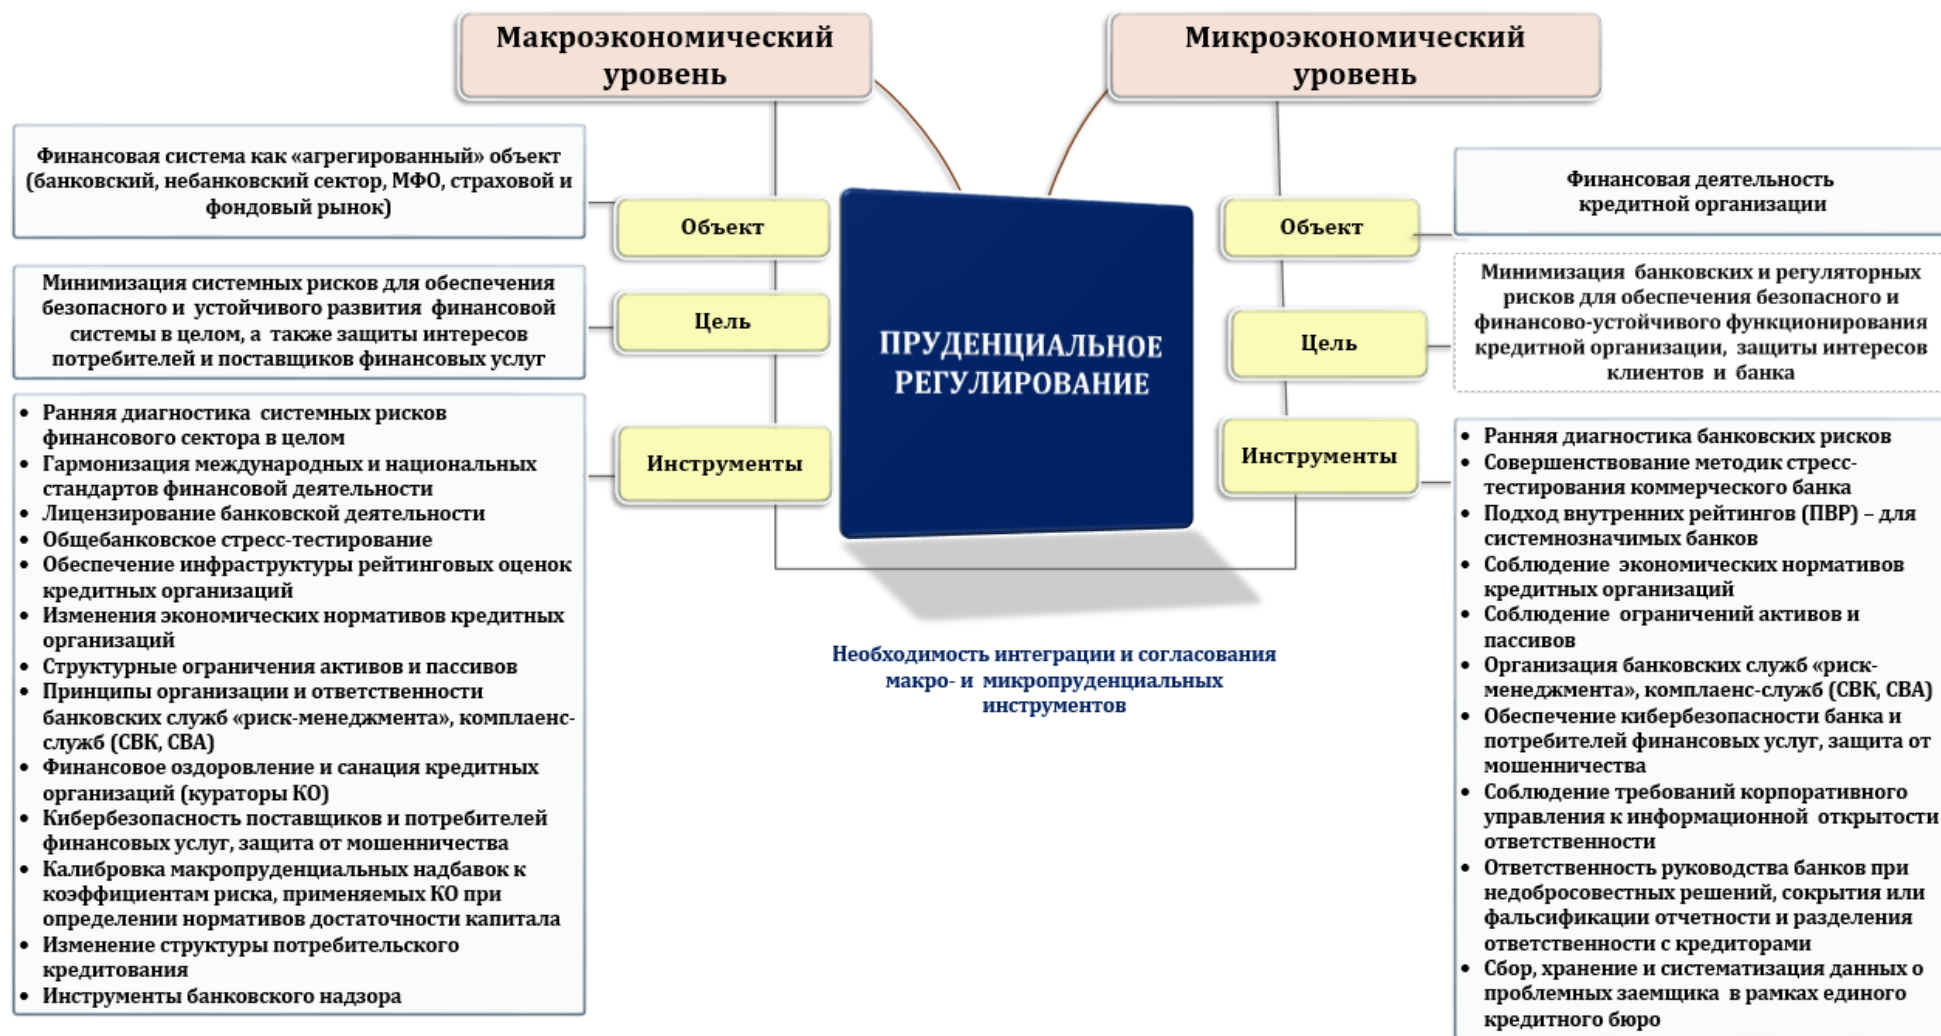 Макроэкономический
уровень
Микроэкономический
уровень
Финансовая система как «агрегированный» объект
(банковский, небанковский сектор, МФО, страховой и
фондовый рынок)
Объект
Минимизация системных рисков для обеспечения
безопасного и устойчивого развития финансовой
системы в целом, а также защиты интересов
потребителей и поставщиков финансовых услуг
Цель
• Ранняя диагностика системных рисков
финансового сектора в целом
• Гармонизация международных и национальных
стандартов финансовой деятельности
• Лицензирование банковской деятельности
• Общебанковское стресс-тестирование
• Обеспечение инфраструктуры рейтинговых оценок
кредитных организаций
• Изменения экономических нормативов кредитных
организаций
• Структурные ограничения активов и пассивов
• Принципы организации и ответственности
банковских служб «риск-менеджмента», комплаенс-
служб (СВК, СВА)
• Финансовое оздоровление и санация кредитных
организаций (кураторы КО)
• Кибербезопасность поставщиков и потребителей
финансовых услуг, защита от мошенничества
• Калибровка макропруденциальных надбавок к
коэффициентам риска, применяемых КО при
определении нормативов достаточности капитала
• Изменение структуры потребительского
кредитования
• Инструменты банковского надзора
Инструменты
ПРУДЕНЦИАЛЬНОЕ
РЕГУЛИРОВАНИЕ
Необходимость интеграции и согласования
макро- и микропруденциальных
инструментов
Объект
Финансовая деятельность
кредитной организации
Цель
Минимизация банковских и регуляторных
рисков для обеспечения безопасного и
финансово-устойчивого функционирования
кредитной организации, защиты интересов
клиентов и банка
Инструменты
• Ранняя диагностика банковских рисков
• Совершенствование методик стресс-
тестирования коммерческого банка
• Подход внутренних рейтингов (ПВР) – для
системнозначимых банков
• Соблюдение экономических нормативов
кредитных организаций
• Соблюдение ограничений активов и
пассивов
• Организация банковских служб «риск-
менеджмента», комплаенс-служб (СВК, СВА)
• Обеспечение кибербезопасности банка и
потребителей финансовых услуг, защита от
мошенничества
• Соблюдение требований корпоративного
управления к информационной открытости
ответственности
• Ответственность руководства банков при
недобросовестных решений, сокрытия или
фальсификации отчетности и разделения
ответственности с кредиторами
• Сбор, хранение и систематизация данных о
проблемных заемщика в рамках единого
кредитного бюро